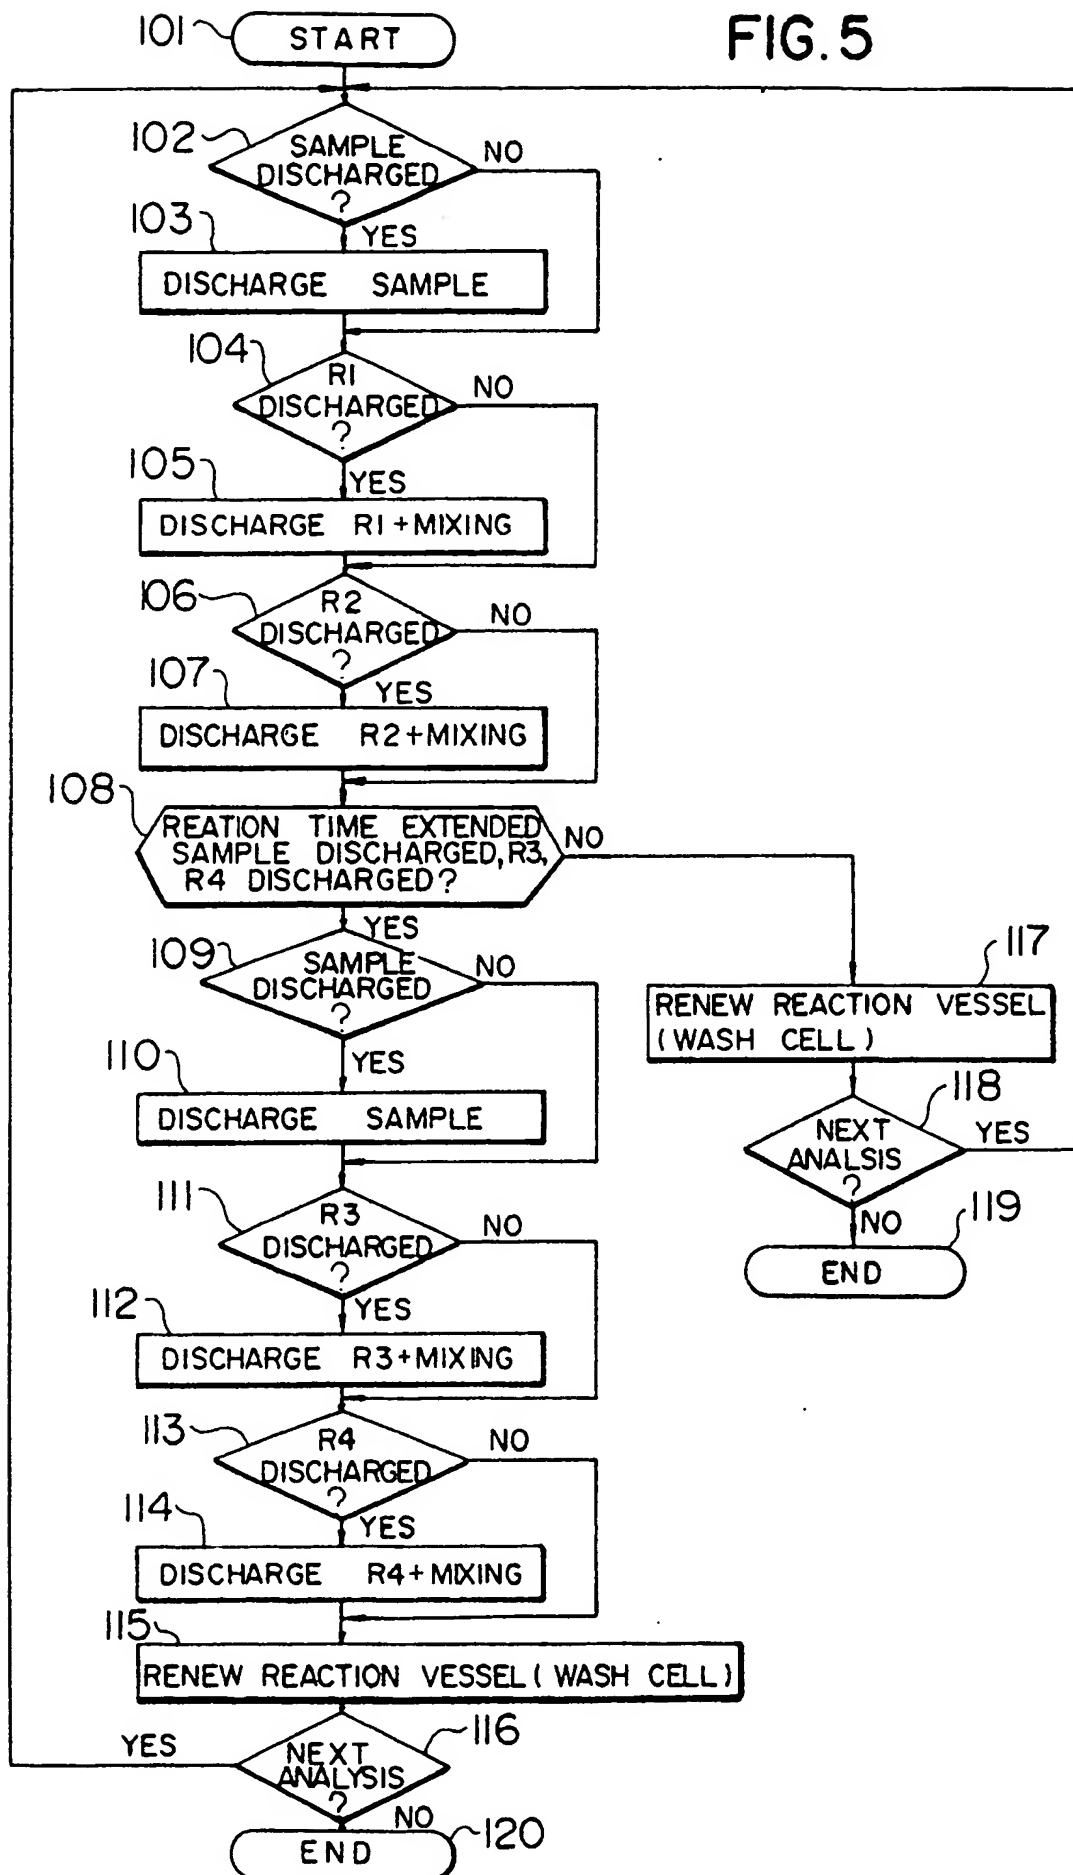 FIG. 5
101
START
102
SAMPLE
DISCHARGED
?
NO
YES
103
DISCHARGE SAMPLE
104
R1
DISCHARGED
?
NO
YES
105
DISCHARGE R1+MIXING
106
R2
DISCHARGED
?
NO
YES
107
DISCHARGE R2+MIXING
108
REATION TIME EXTENDED
SAMPLE DISCHARGED, R3,
R4 DISCHARGED?
NO
YES
109
SAMPLE
DISCHARGED
?
NO
YES
110
DISCHARGE SAMPLE
111
R3
DISCHARGED
?
NO
YES
112
DISCHARGE R3+MIXING
113
R4
DISCHARGED
?
NO
YES
114
DISCHARGE R4+MIXING
115
RENEW REACTION VESSEL (WASH CELL)
116
NEXT
ANALYSIS
?
YES
NO
END
120
117
RENEW REACTION VESSEL
(WASH CELL)
118
NEXT
ANALSIS
?
YES
NO
119
END